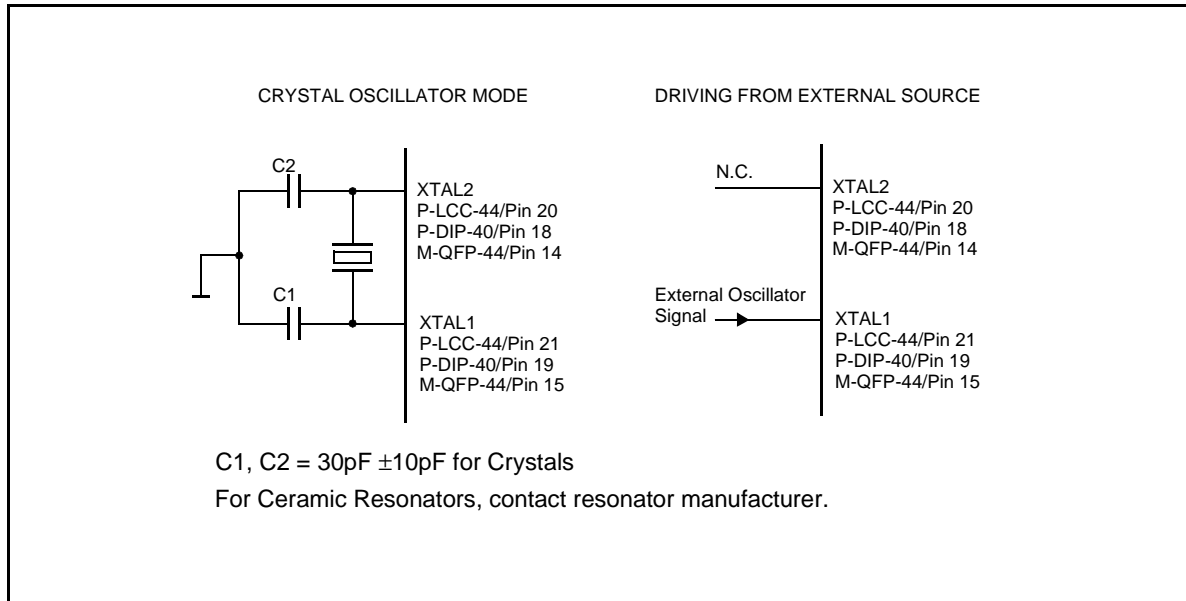 CRYSTAL OSCILLATOR MODE
C2
XTAL2
P-LCC-44/Pin 20
P-DIP-40/Pin 18
M-QFP-44/Pin 14
C1
XTAL1
P-LCC-44/Pin 21
P-DIP-40/Pin 19
M-QFP-44/Pin 15
DRIVING FROM EXTERNAL SOURCE
N.C.
XTAL2
P-LCC-44/Pin 20
P-DIP-40/Pin 18
M-QFP-44/Pin 14
External Oscillator
Signal
XTAL1
P-LCC-44/Pin 21
P-DIP-40/Pin 19
M-QFP-44/Pin 15
C1, C2 = 30pF ±10pF for Crystals
For Ceramic Resonators, contact resonator manufacturer.